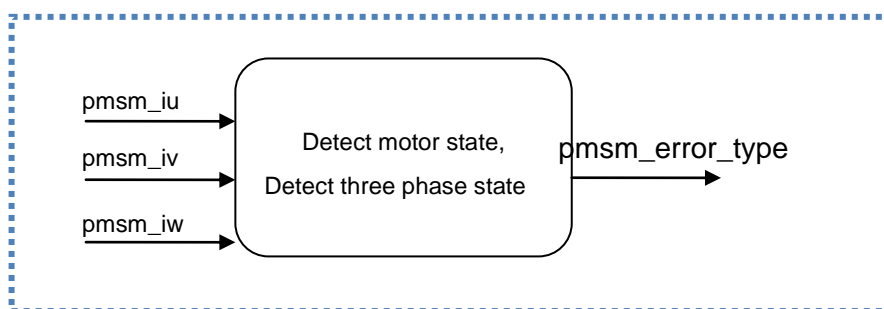 pmsm_iu
pmsm_iv
pmsm_iw
Detect motor state,
Detect three phase state
pmsm_error_type